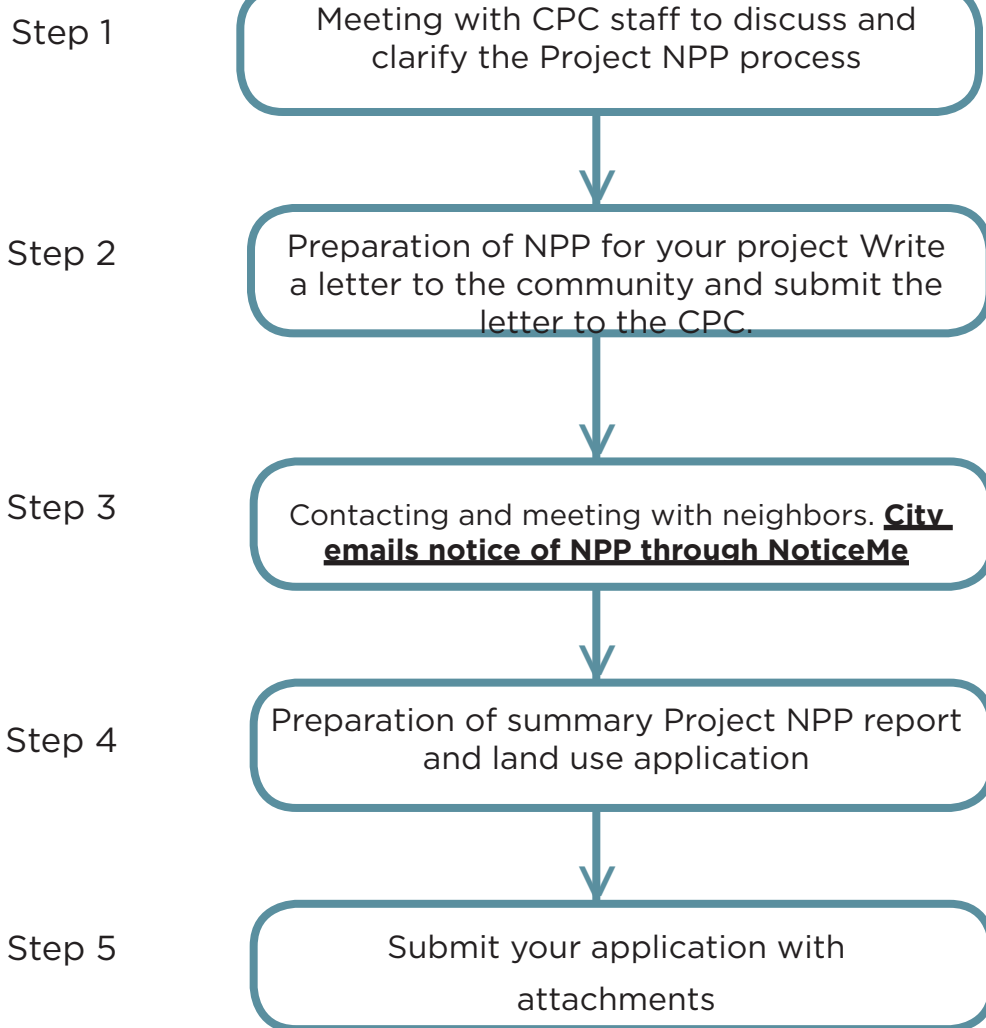 Step 1
Meeting with CPC staff to discuss and
clarify the Project NPP process
Step 2
Preparation of NPP for your project Write
a letter to the community and submit the
letter to the CPC.
Step 3
Contacting and meeting with neighbors. City
emails notice of NPP through NoticeMe
Step 4
Preparation of summary Project NPP report
and land use application
Step 5
Submit your application with
attachments